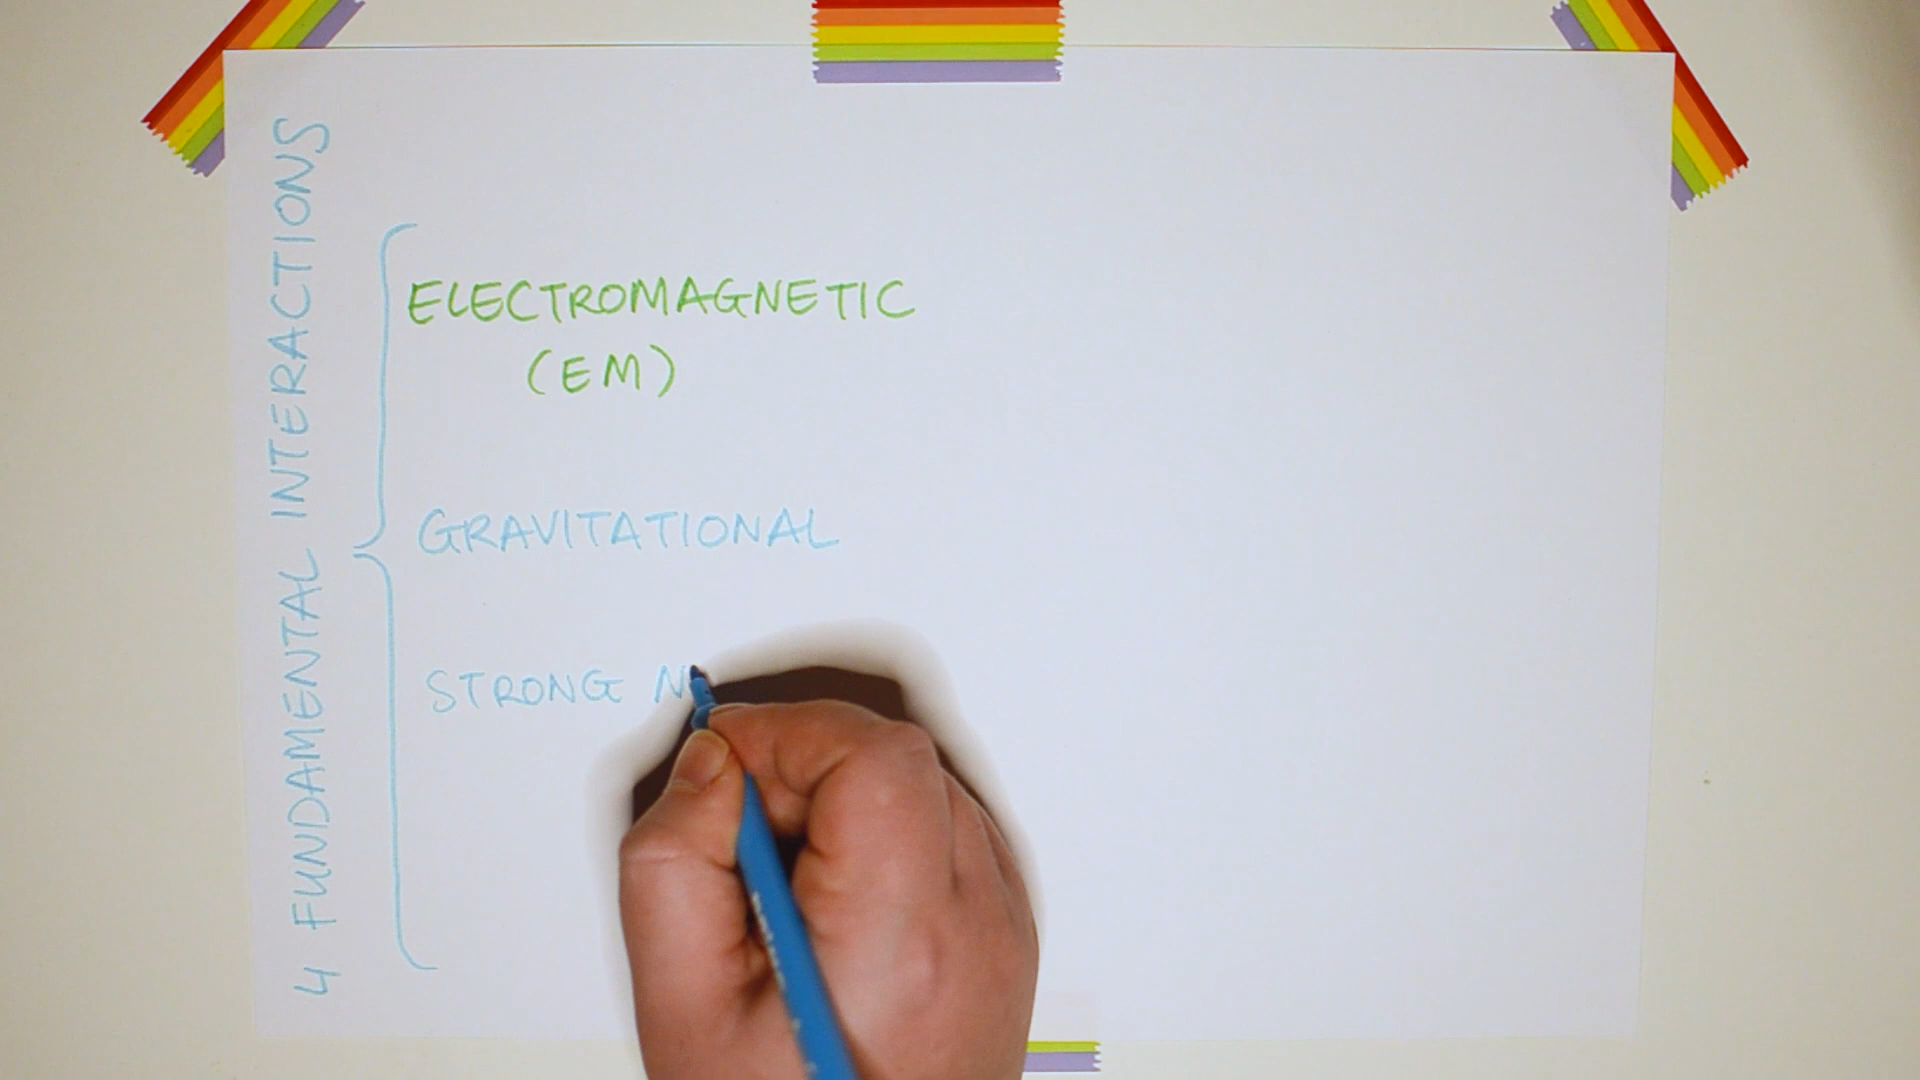 4 FUNDAMENTAL INTERACTIONS
ELECTROMAGNETIC
(EM)
GRAVITATIONAL
STRONG N